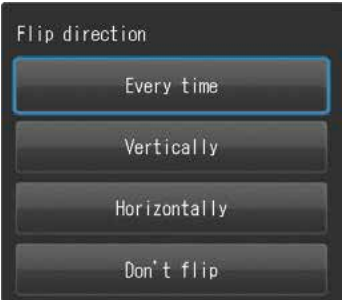 Flip direction
Every time
Vertically
Horizontally
Don't flip